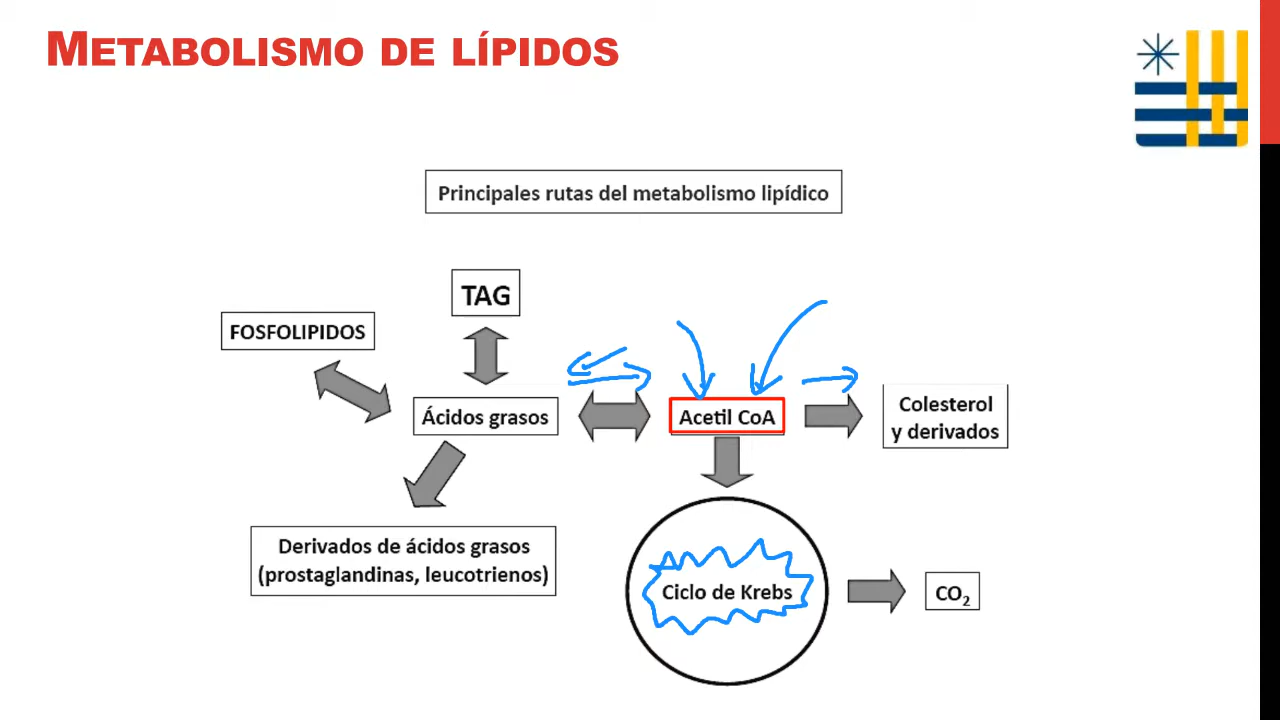 METABOLISMO DE LÍPIDOS
Principales rutas del metabolismo lipídico
TAG
FOSFOLIPIDOS
Ácidos grasos
Acetil CoA
Colesterol
y derivados
Derivados de ácidos grasos
(prostaglandinas, leucotrienos)
Ciclo de Krebs
CO₂